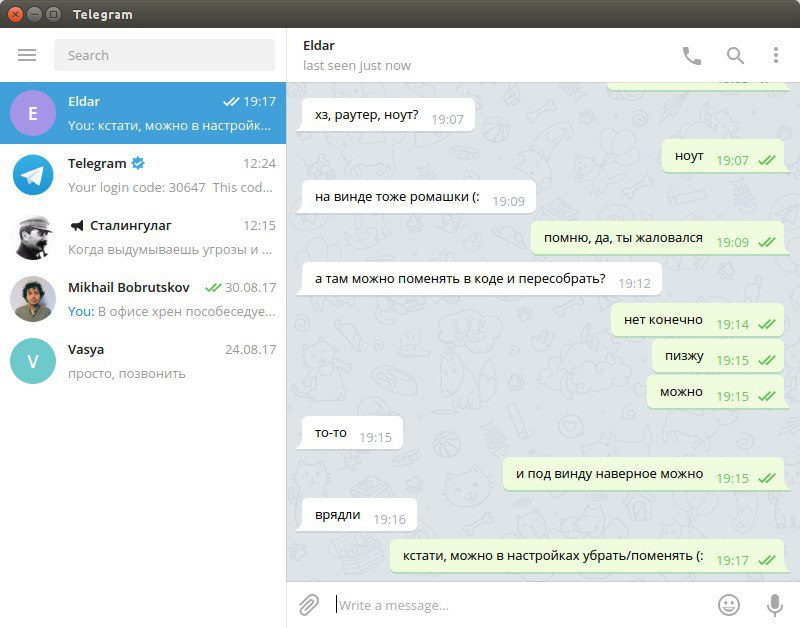 Telegram
Search
Eldar
19:17
You: кстати, можно в настройк...
Telegram
12:24
Your login code: 30647 This cod...
Сталингулаг
12:15
Когда выдумываешь угрозы и ...
Mikhail Bobrutskov
30.08.17
You: В офисе хрен пособеседуе...
Vasya
24.08.17
просто, позвонить
E
V
Eldar
last seen just now
хз, раутер, ноут? 19:07
ноут 19:07
на винде тоже ромашки (: 19:09
помню, да, ты жаловался 19:09
а там можно поменять в коде и пересобрать? 19:12
нет конечно 19:14
пизжу 19:15
можно 19:15
то-то 19:15
и под винду наверное можно 19:15
врядли 19:16
кстати, можно в настройках убрать/поменять (: 19:17
Write a message...